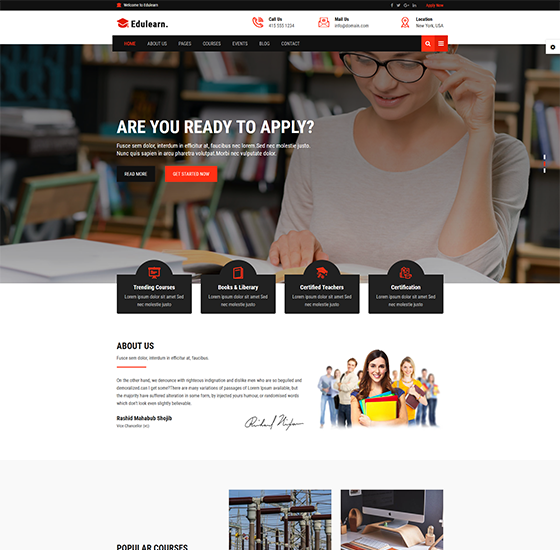 Welcome to Edulearn
Apply Now
Edulearn.
Call Us
415 555 1234
Mail Us
info@domain.com
Location
New York, USA
HOME ABOUT US PAGES COURSES EVENTS BLOG CONTACT
ARE YOU READY TO APPLY?
Fusce sem dolor, interdum in efficitur at, faucibus nec lorem.Sed nec molestie justo.
Nunc quis sapien in arcu pharetra volutpat.Morbi nec vulputate dolor.
READ MORE
GET STARTED NOW
Trending Courses
Lorem ipsum dolor sit amet Sed
nec molestie justo
Books & Liberary
Lorem ipsum dolor sit amet Sed
nec molestie justo
Certified Teachers
Lorem ipsum dolor sit amet Sed
nec molestie justo
Certification
Lorem ipsum dolor sit amet Sed
nec molestie justo
ABOUT US
Fusce sem dolor, interdum in efficitur at, faucibus.
On the other hand, we denounce with righteous indignation and dislike men who are so beguiled and
demoralized.can I get some?There are many variations of passages of Lorem Ipsum available, but
the majority have suffered alteration in some form, by injected yours humour, or randomised words
which don't look even slightly believable.
Rashid Mahabub Shojib
Vice Chancellor (vc)
POPULAR COURSES